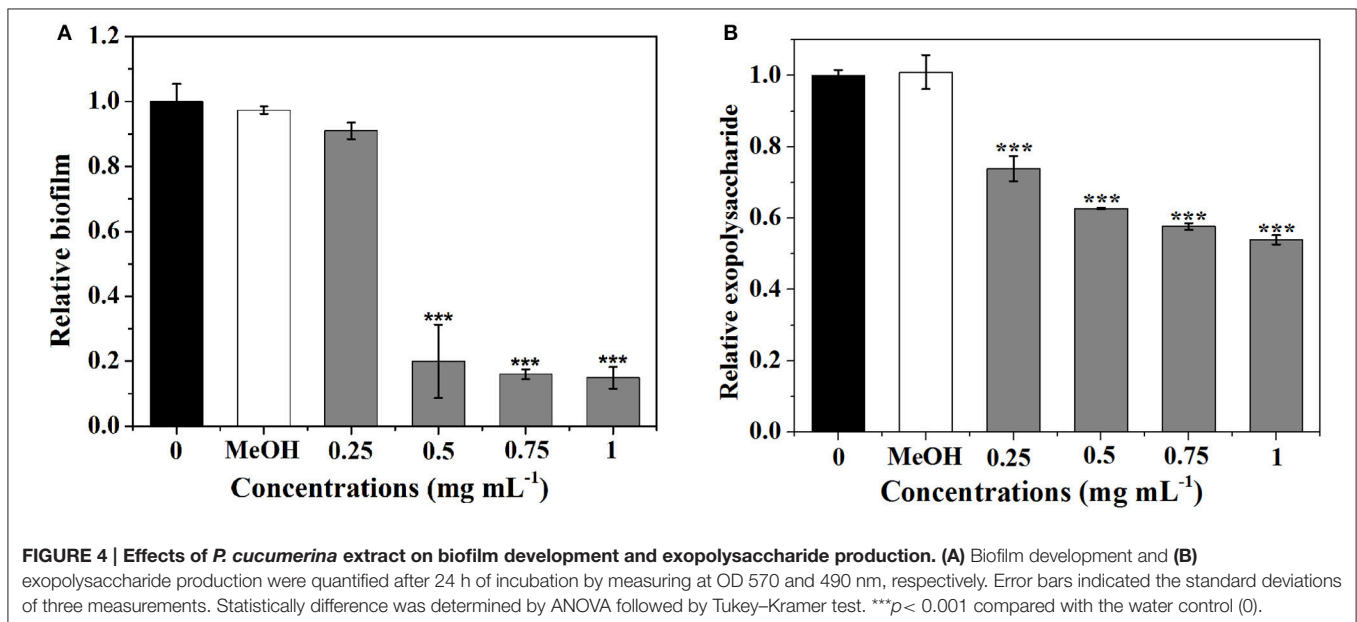 A
1.2
1.0
0.8
0.6
0.4
0.2
0.0
Relative biofilm
***
***
***
0 MeOH 0.25 0.5 0.75 1
Concentrations (mg mL⁻¹)
B
1.0
0.8
0.6
0.4
0.2
0.0
Relative exopolysaccharide
***
***
***
***
0 MeOH 0.25 0.5 0.75 1
Concentrations (mg mL⁻¹)
FIGURE 4 | Effects of P. cucumerina extract on biofilm development and exopolysaccharide production. (A) Biofilm development and (B)
exopolysaccharide production were quantified after 24 h of incubation by measuring at OD 570 and 490 nm, respectively. Error bars indicated the standard deviations
of three measurements. Statistically difference was determined by ANOVA followed by Tukey–Kramer test. ***p< 0.001 compared with the water control (0).